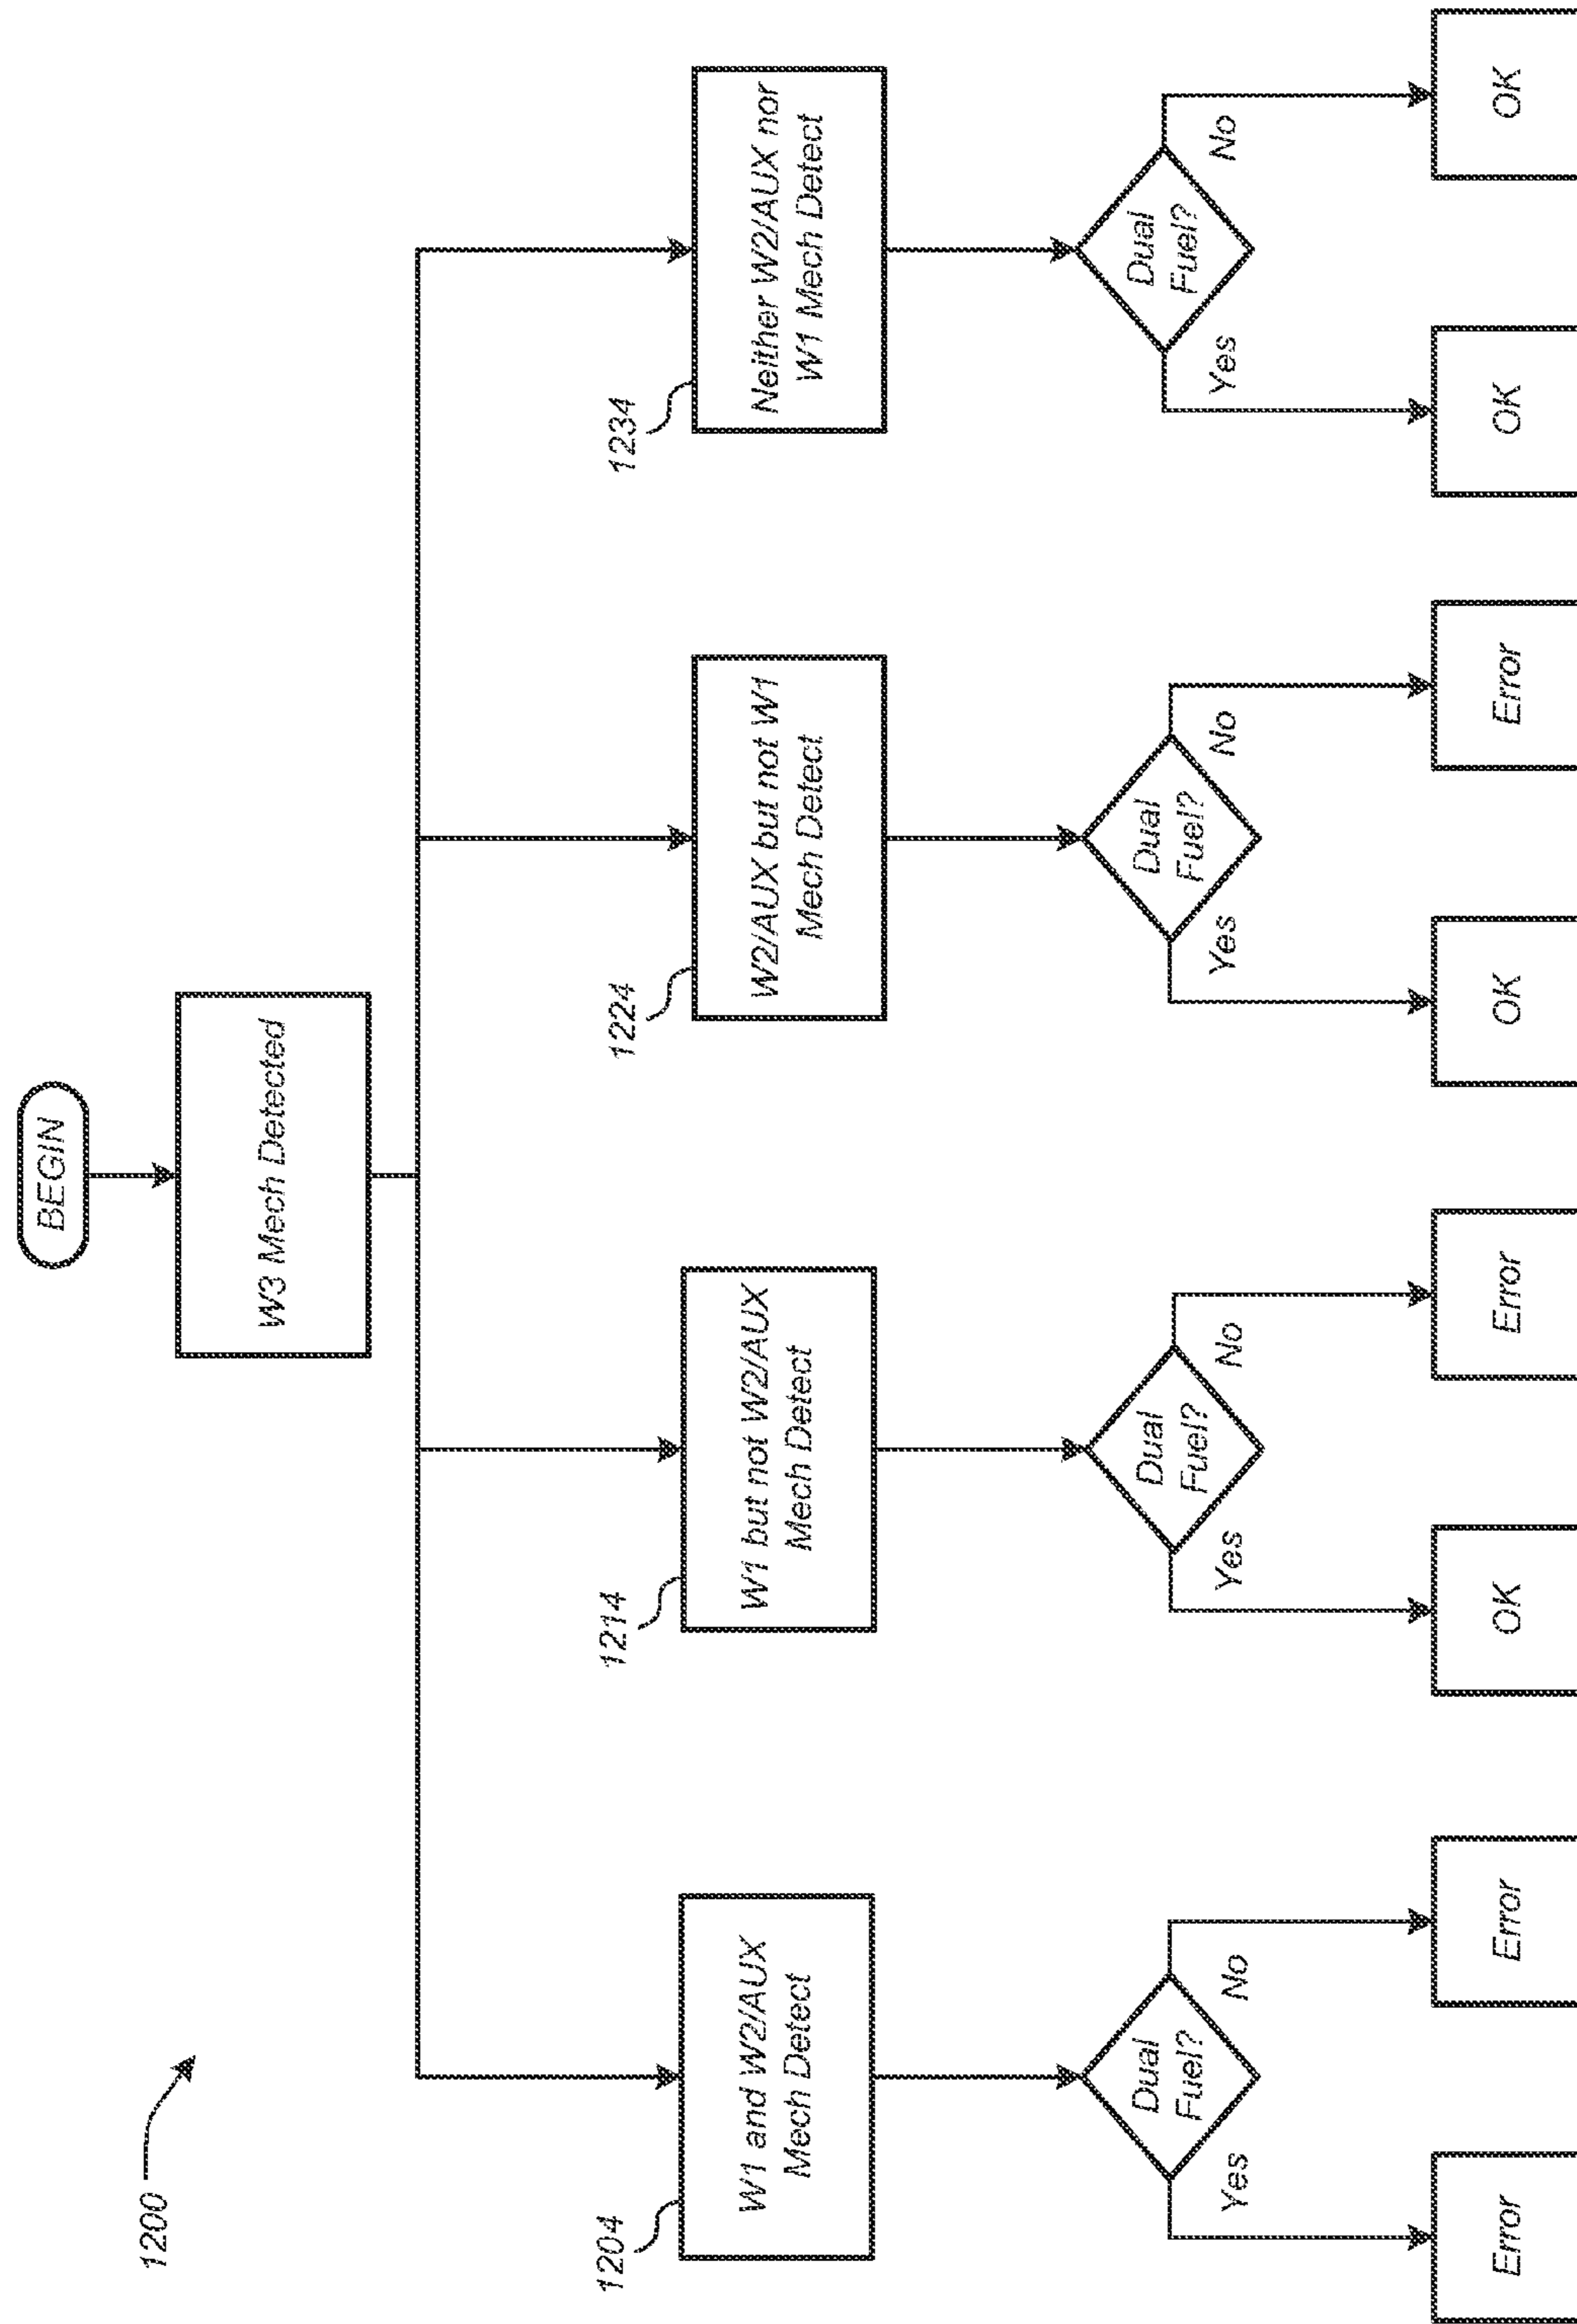 1200
BEGIN
W3 Mech Detected
1204
W1 and W2/AUX
Mech Detect
1214
W1 but not W2/AUX
Mech Detect
1224
W2/AUX but not W1
Mech Detect
1234
Neither W2/AUX nor
W1 Mech Detect
Dual
Fuel?
Yes
No
Dual
Fuel?
Yes
No
Dual
Fuel?
Yes
No
Dual
Fuel?
Yes
No
Error
Error
OK
Error
OK
Error
OK
OK